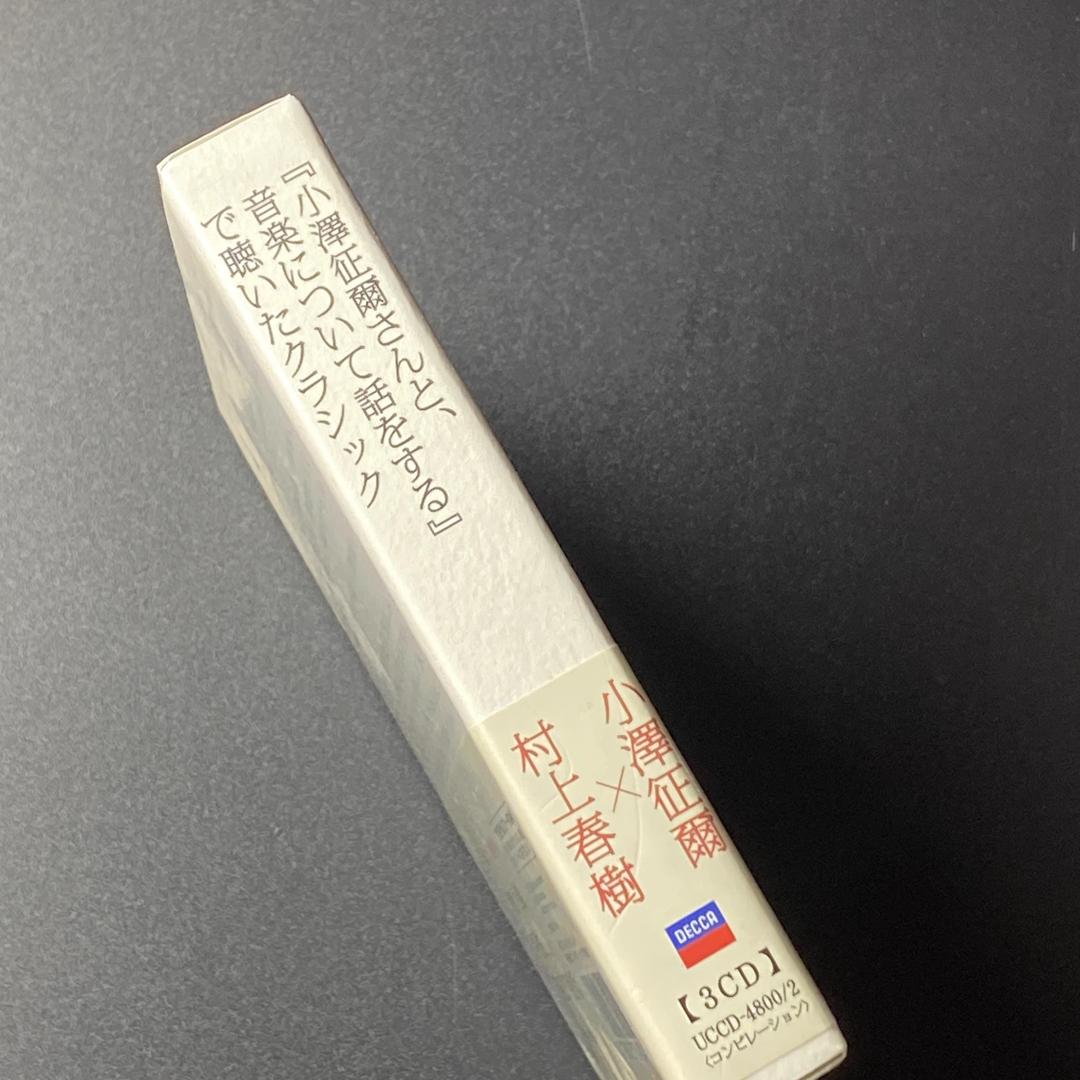 『小澤征爾さんと、
音楽について話をする』
で聴いたクラシック
小澤征爾
×
村上春樹
DECCA
【3CD】
UCCD-4800/2
〈コンピレーション〉